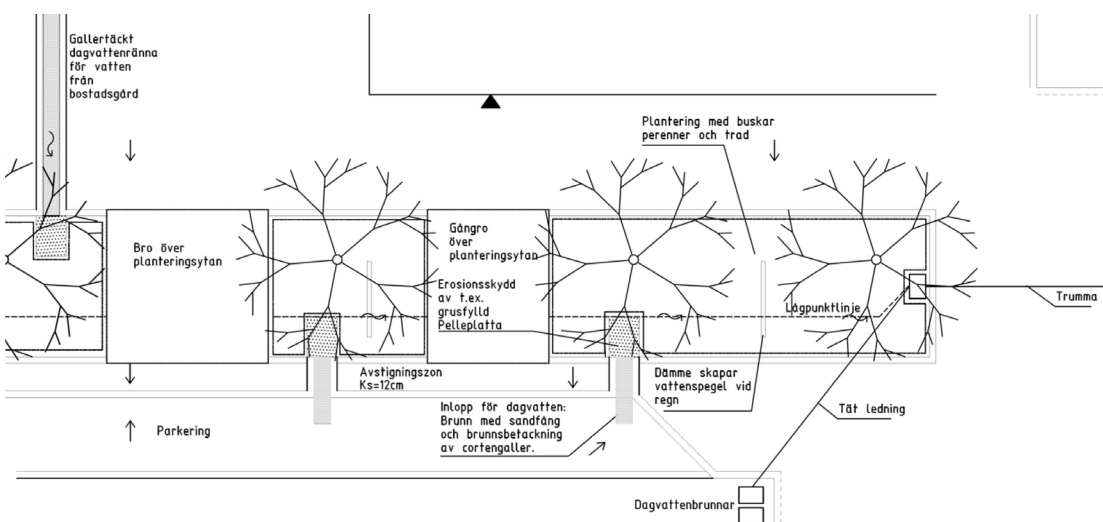 Gallertäckt
dagvattenränna
för vatten
från
bostadsgård
Plantering med buskar
perenner och trad
Bro över
planteringsytan
Gångro
över
planteringsytan
Erosionsskydd
av t.ex.
grusfylld
Pelleplatta
Lågpunktlinje
Trumma
Avstigningszon
Ks=12cm
Dämme skapar
vattenspegel vid
regn
Inlopp för dagvatten:
Brunn med sandfång
och brunnsbetackning
av cortengaller.
Tät ledning
Parkering
Dagvattenbrunnar